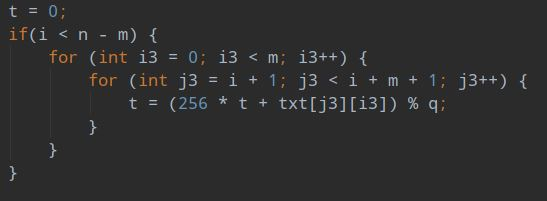 t = 0;
if(i < n - m) {
for (int i3 = 0; i3 < m; i3++) {
for (int j3 = i + 1; j3 < i + m + 1; j3++) {
t = (256 * t + txt[j3][i3]) % q;
}
}
}